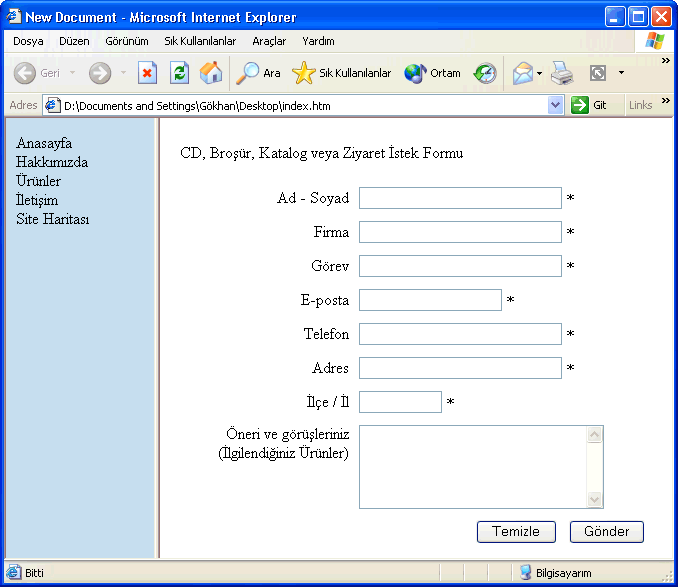 New Document - Microsoft Internet Explorer
Dosya Düzen Görünüm Sık Kullanılanlar Araçlar Yardım
Geri Ara Sık Kullanılanlar Ortam
Adres D:\Documents and Settings\Gökhan\Desktop\index.htm Git Links
Anasayfa
Hakkımızda
Ürünler
İletişim
Site Haritası
CD, Broşür, Katalog veya Ziyaret İstek Formu
Ad - Soyad *
Firma *
Görev *
E-posta *
Telefon *
Adres *
İlçe / İl *
Öneri ve görüşleriniz
(İlgilendiğiniz Ürünler)
Temizle Gönder
Bitti Bilgisayarım